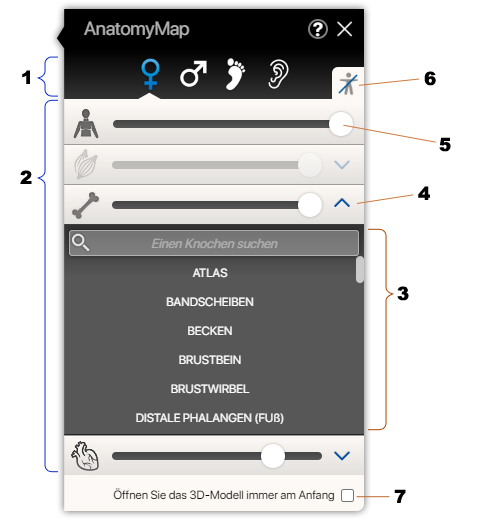 AnatomyMap
?
1
6
5
2
4
Einen Knochen suchen
ATLAS
BANDSCHEIBEN
BECKEN
3
BRUSTBEIN
BRUSTWIRBEL
DISTALE PHALANGEN (FUß)
Öffnen Sie das 3D-Modell immer am Anfang
7